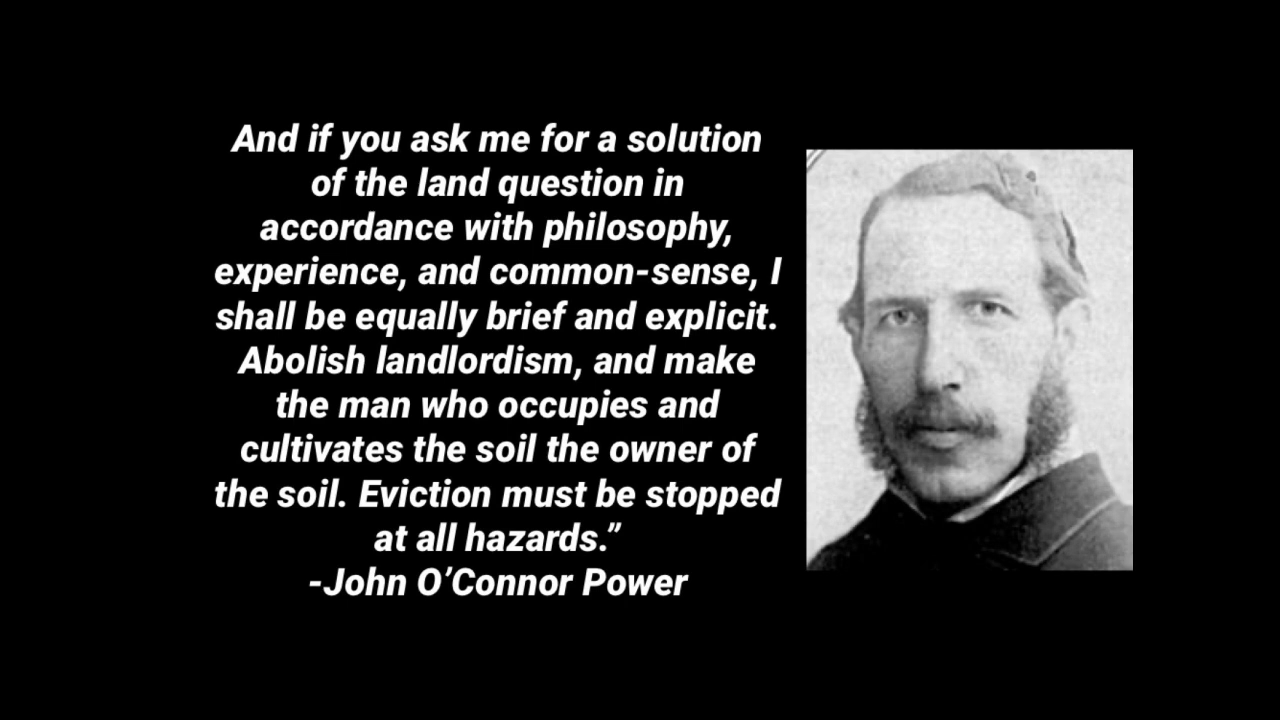 And if you ask me for a solution
of the land question in
accordance with philosophy,
experience, and common-sense, I
shall be equally brief and explicit.
Abolish landlordism, and make
the man who occupies and
cultivates the soil the owner of
the soil. Eviction must be stopped
at all hazards.”
-John O’Connor Power